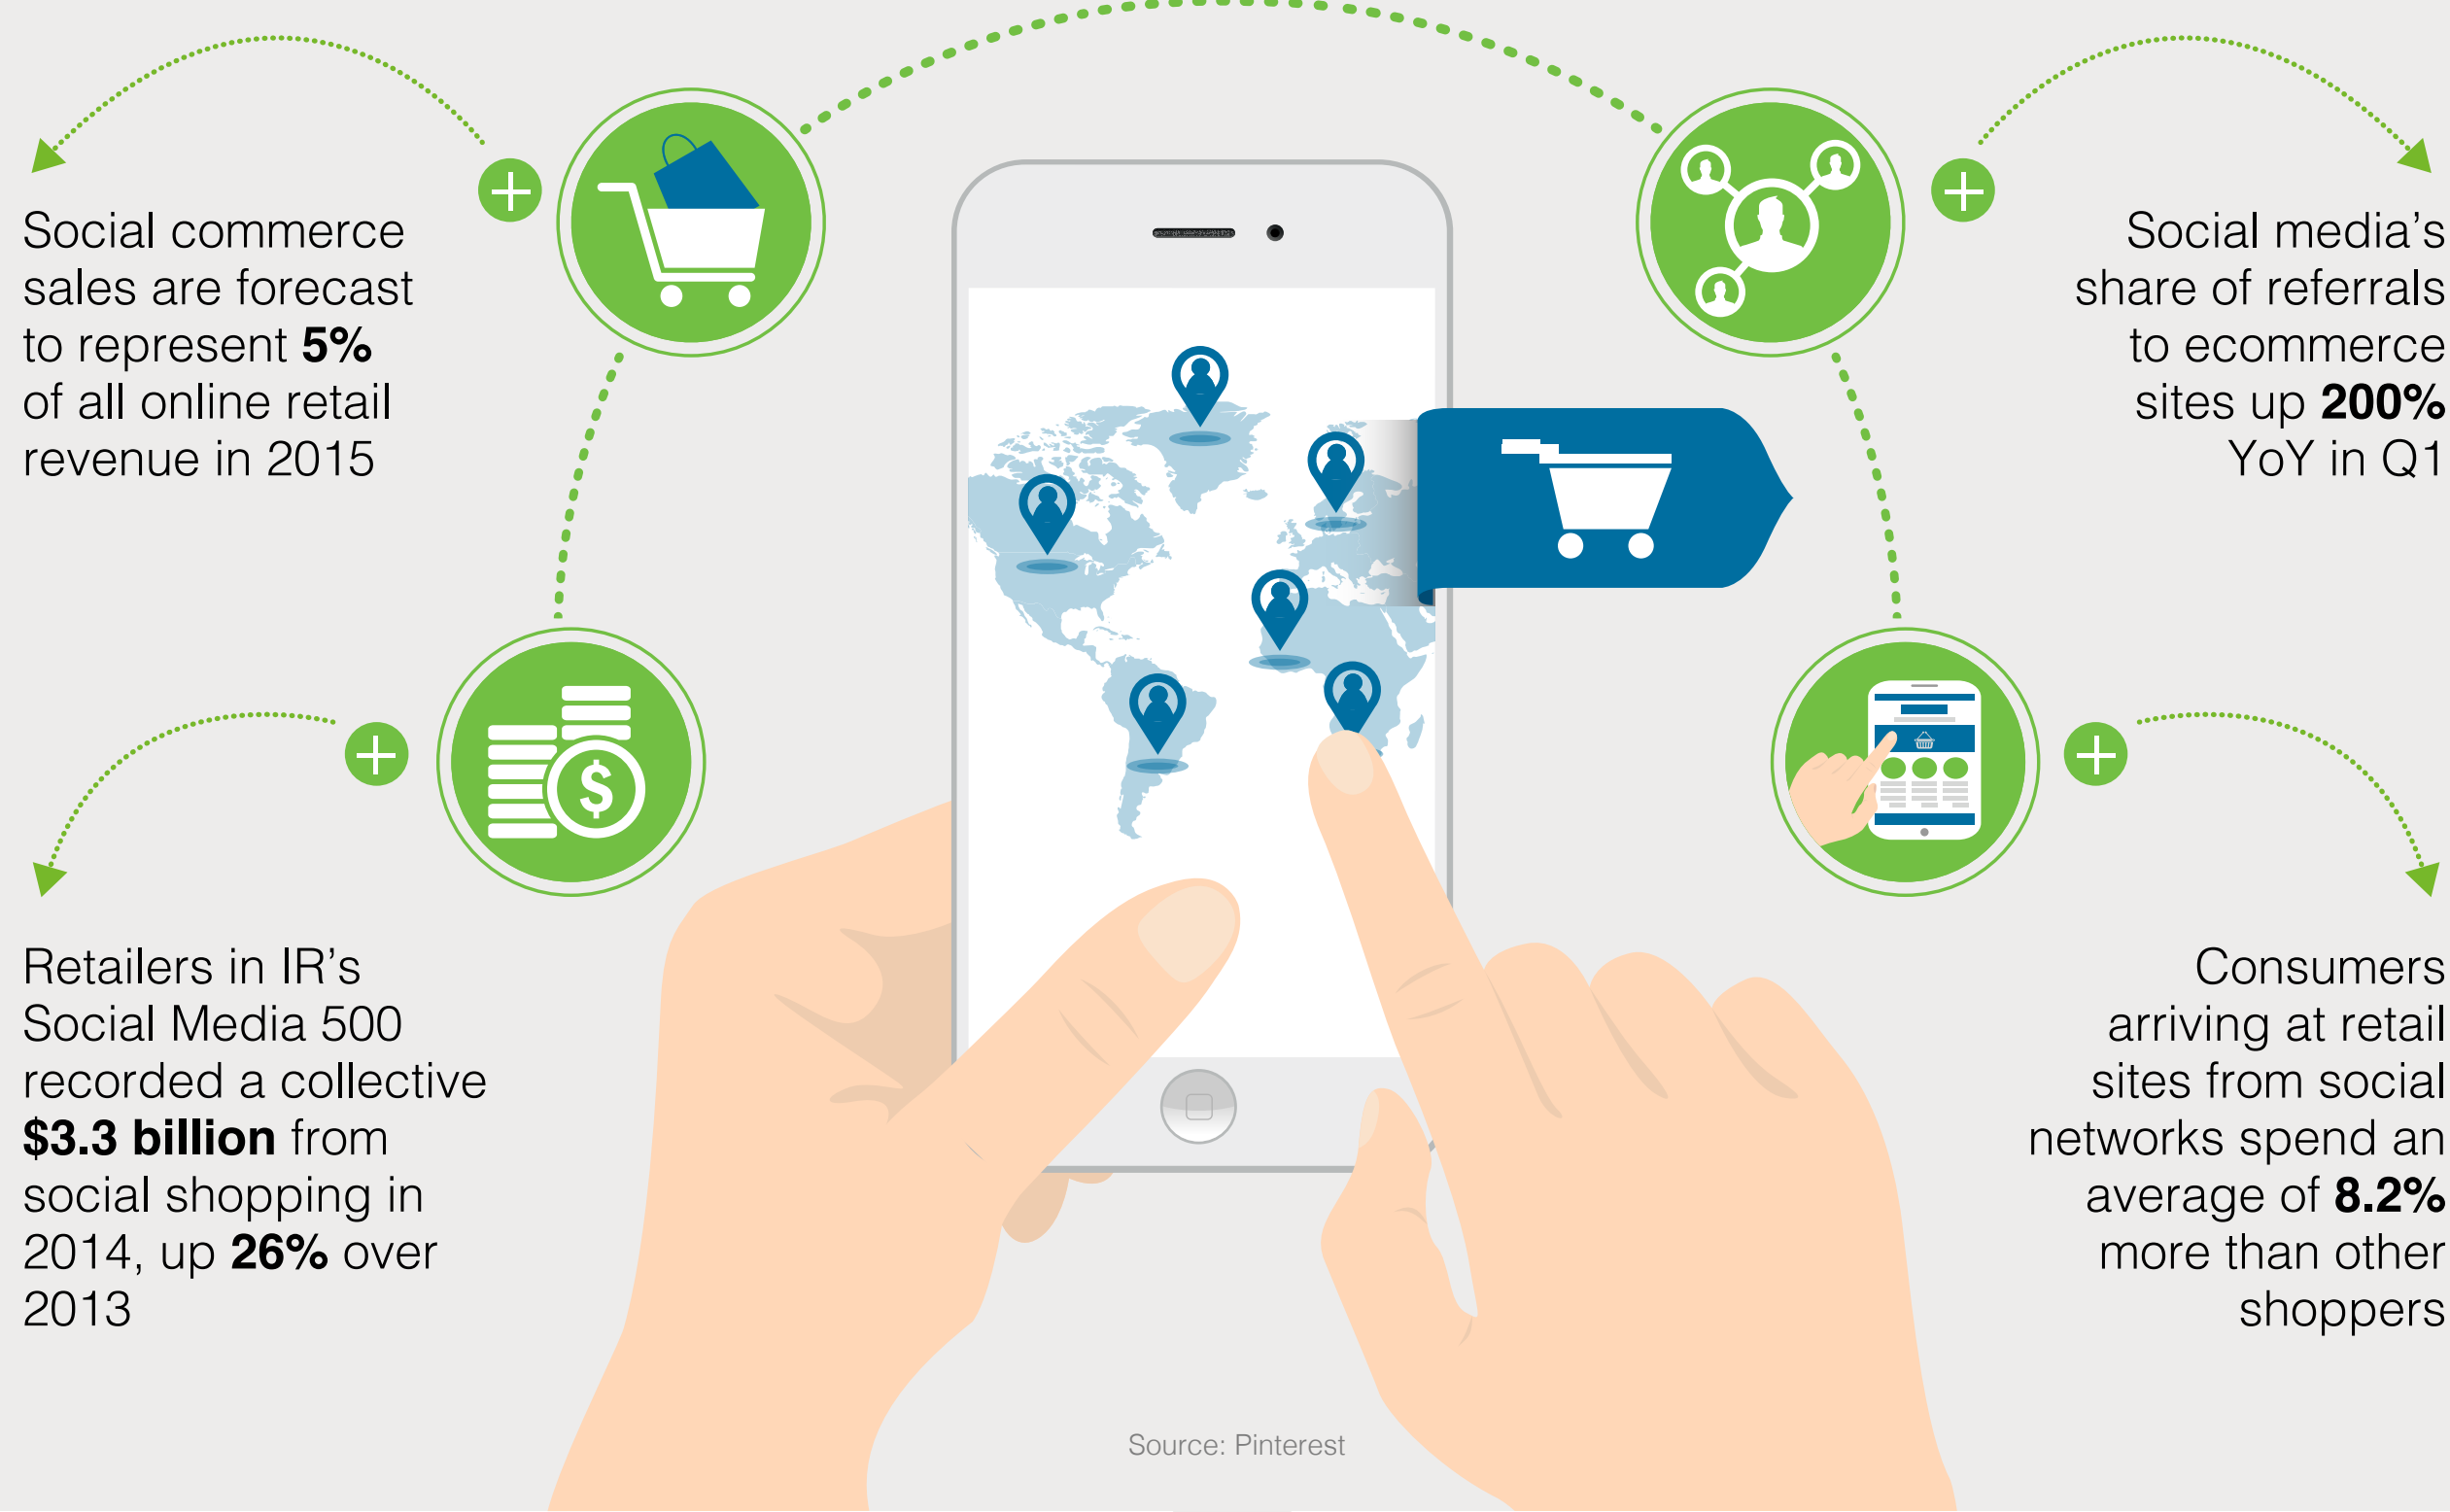 Social commerce
sales are forecast
to represent 5%
of all online retail
revenue in 2015
Social media’s
share of referrals
to ecommerce
sites up 200%
YoY in Q1
Retailers in IR’s
Social Media 500
recorded a collective
$3.3 billion from
social shopping in
2014, up 26% over
2013
Consumers
arriving at retail
sites from social
networks spend an
average of 8.2%
more than other
shoppers
Source: Pinterest